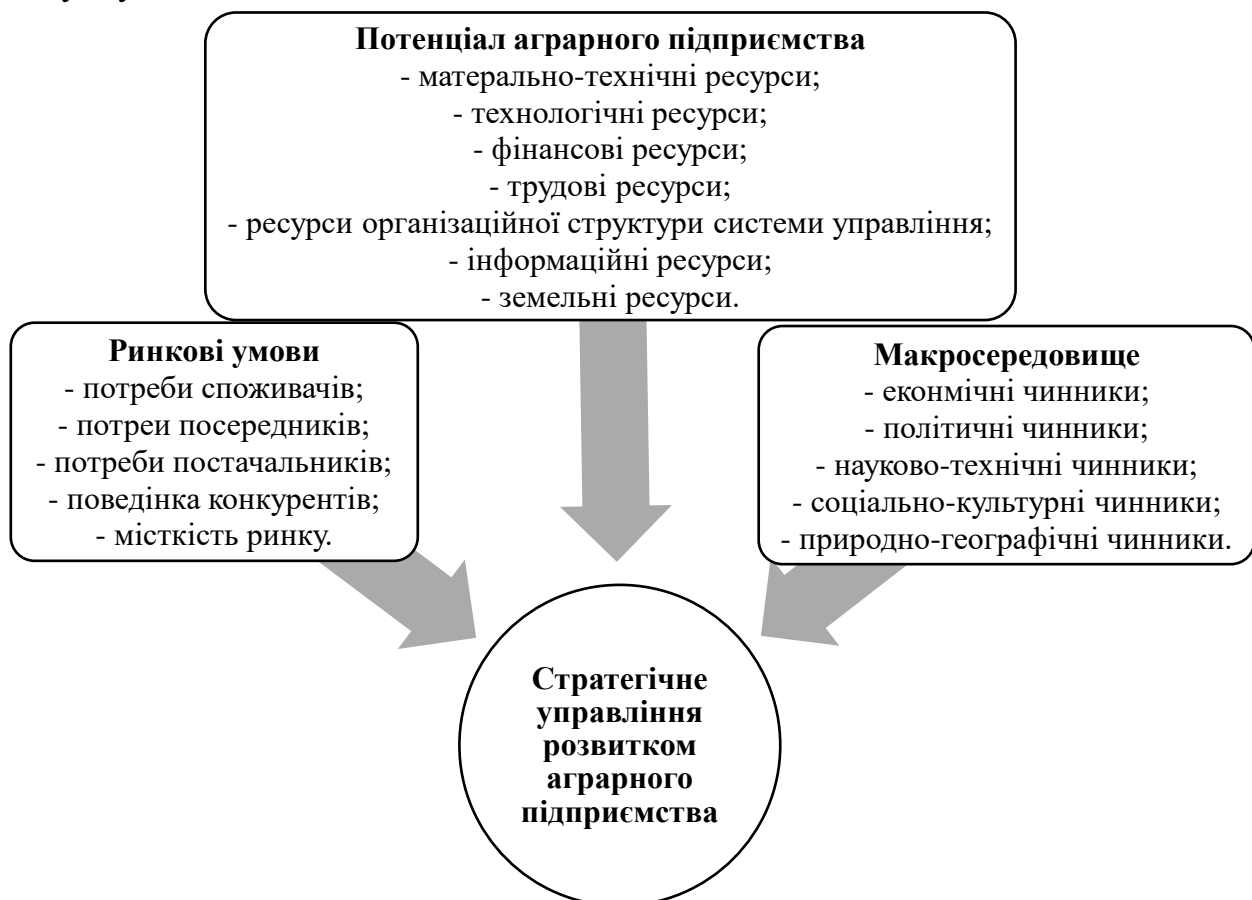 Потенціал аграрного підприємства
- матерально-технічні ресурси;
- технологічні ресурси;
- фінансові ресурси;
- трудові ресурси;
- ресурси організаційної структури системи управління;
- інформаційні ресурси;
- земельні ресурси.
Ринкові умови
- потреби споживачів;
- потреи посередників;
- потреби постачальників;
- поведінка конкурентів;
- місткість ринку.
Макросередовище
- еконмічні чинники;
- політичні чинники;
- науково-технічні чинники;
- соціально-культурні чинники;
- природно-географічні чинники.
Стратегічне
управління
розвитком
аграрного
підприємства